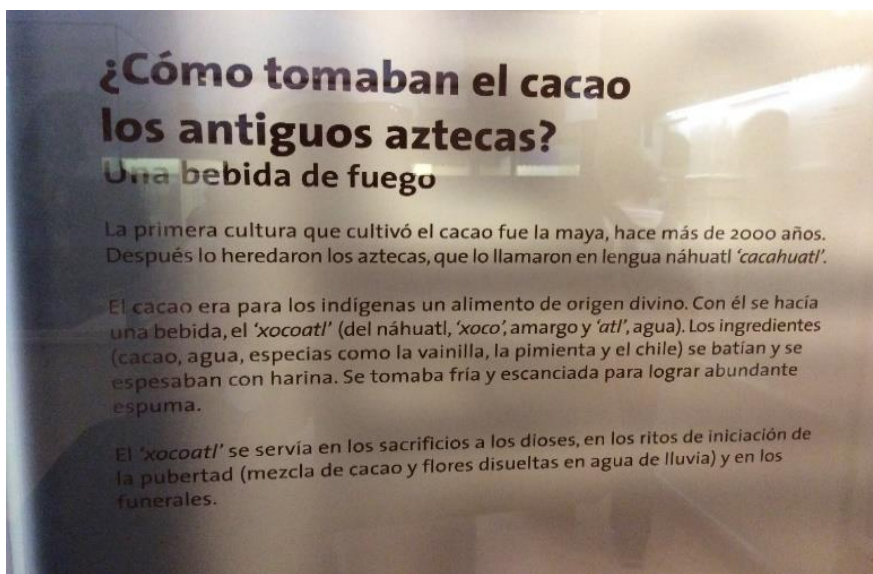 ¿Cómo tomaban el cacao
los antiguos aztecas?
Una bebida de fuego
La primera cultura que cultivó el cacao fue la maya, hace más de 2000 años.
Después lo heredaron los aztecas, que lo llamaron en lengua náhuatl ‘cacahuatl’.
El cacao era para los indígenas un alimento de origen divino. Con él se hacía
una bebida, el ‘xocoatl’ (del náhuatl, ‘xoco’, amargo y ‘atl’, agua). Los ingredientes
(cacao, agua, especias como la vainilla, la pimienta y el chile) se batían y se
espesaban con harina. Se tomaba fría y escanciada para lograr abundante
espuma.
El ‘xocoatl’ se servía en los sacrificios a los dioses, en los ritos de iniciación de
la pubertad (mezcla de cacao y flores disueltas en agua de lluvia) y en los
funerales.